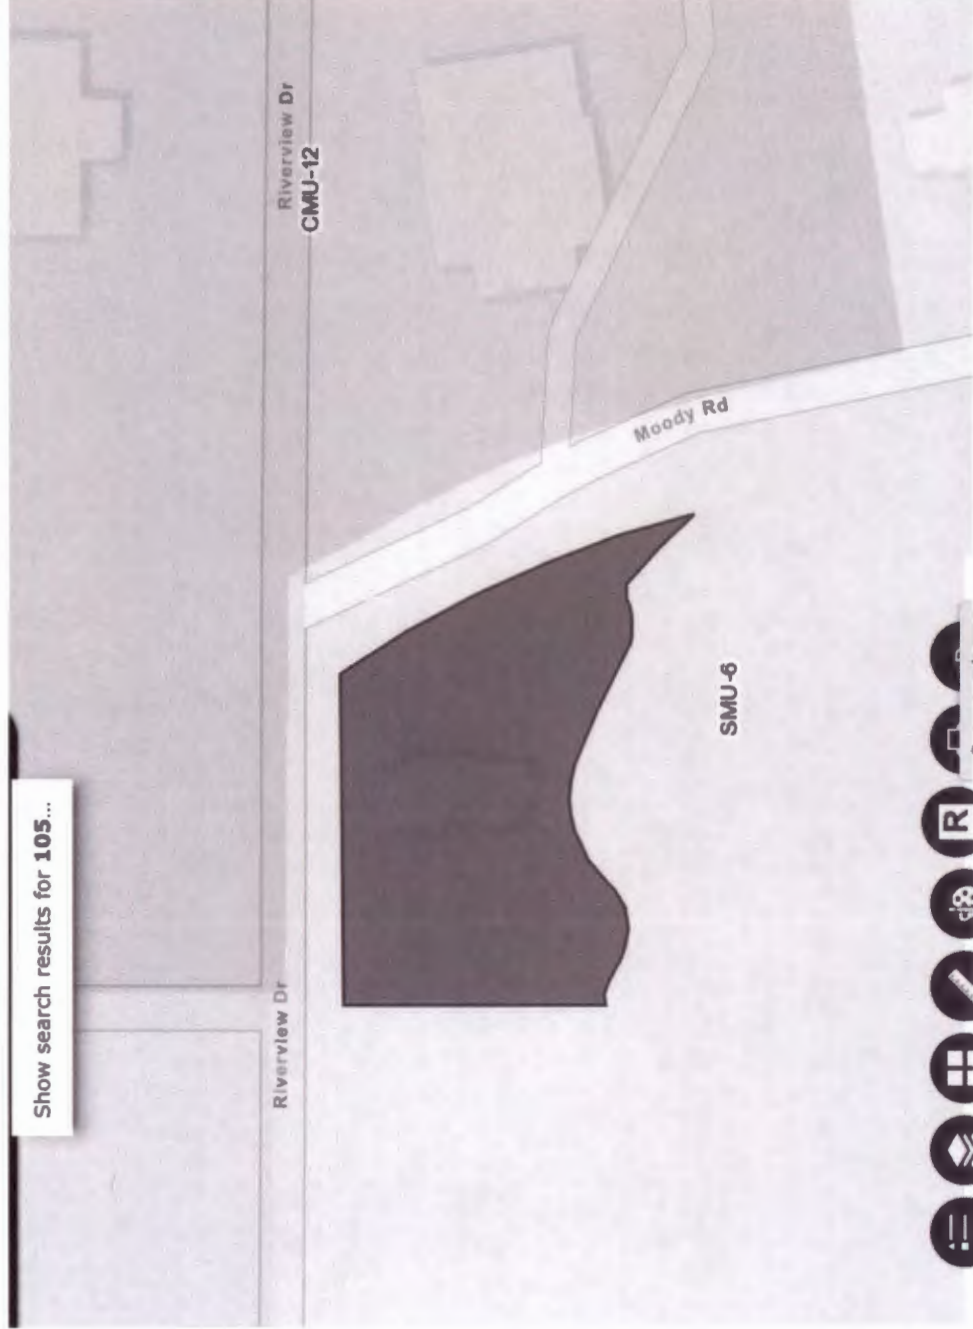 Show search results for 105...
Riverview Dr
Riverview Dr
CMU-12
Moody Rd
SMU-6
R